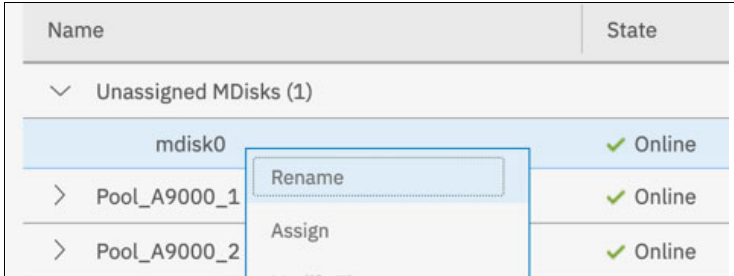 Name State
Unassigned MDisks (1)
mdisk0 Online
Rename
Pool_A9000_1 Online
Assign
Pool_A9000_2 Online